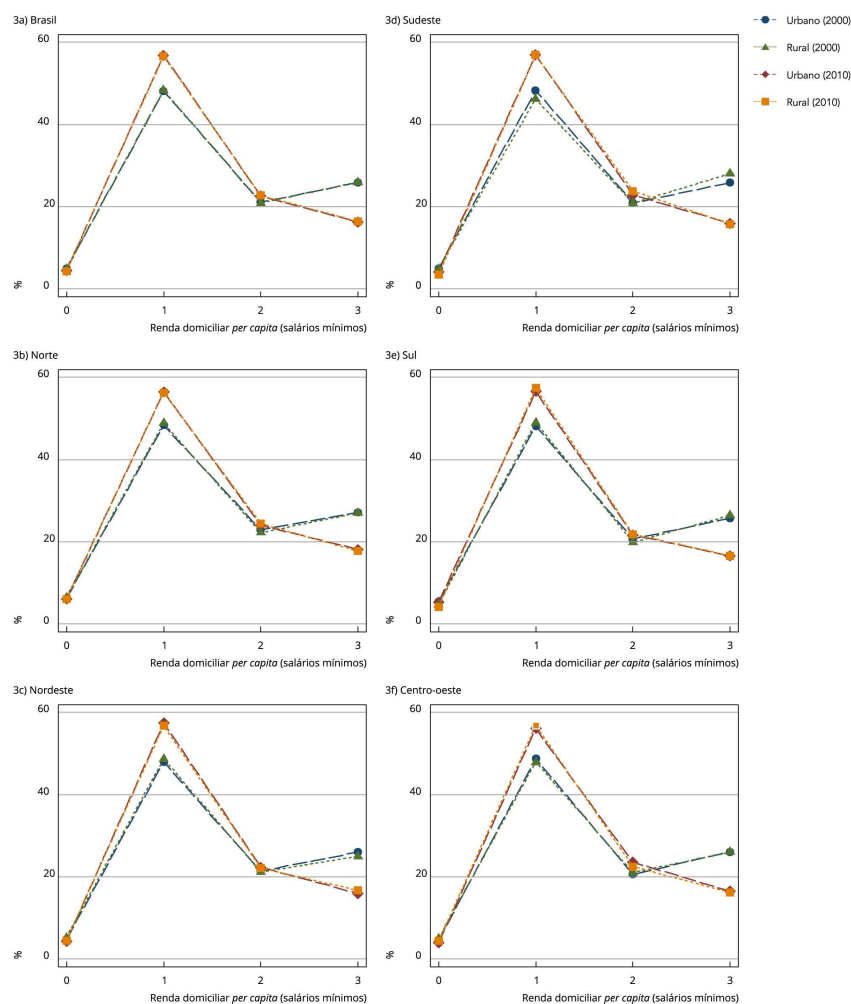 3a) Brasil
60
40
20
0
%
0 1 2 3
Renda domiciliar per capita (salários mínimos)
3d) Sudeste
60
40
20
0
%
0 1 2 3
Renda domiciliar per capita (salários mínimos)
Urbano (2000)
Rural (2000)
Urbano (2010)
Rural (2010)
3b) Norte
60
40
20
0
%
0 1 2 3
Renda domiciliar per capita (salários mínimos)
3e) Sul
60
40
20
0
%
0 1 2 3
Renda domiciliar per capita (salários mínimos)
3c) Nordeste
60
40
20
0
%
0 1 2 3
Renda domiciliar per capita (salários mínimos)
3f) Centro-oeste
60
40
20
0
%
0 1 2 3
Renda domiciliar per capita (salários mínimos)